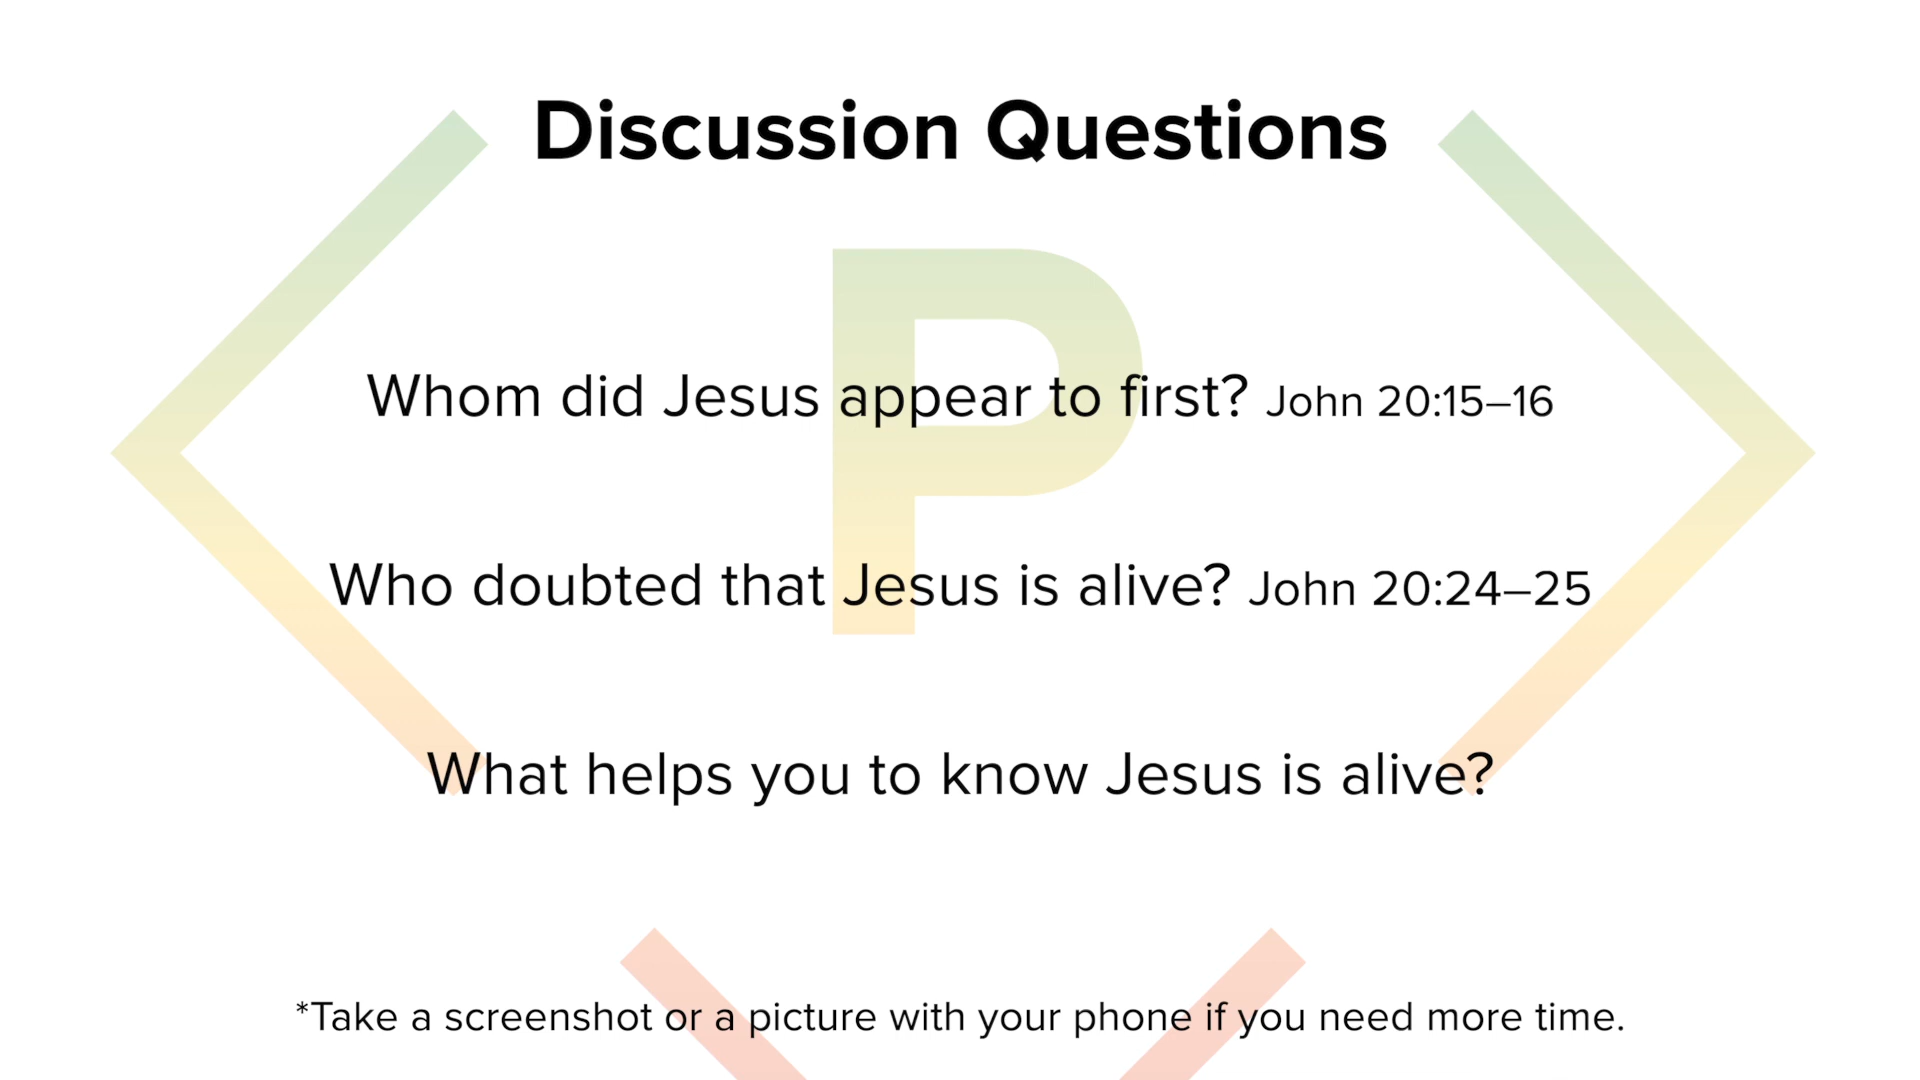 Discussion Questions
P
Whom did Jesus appear to first? John 20:15–16
Who doubted that Jesus is alive? John 20:24–25
What helps you to know Jesus is alive?
*Take a screenshot or a picture with your phone if you need more time.